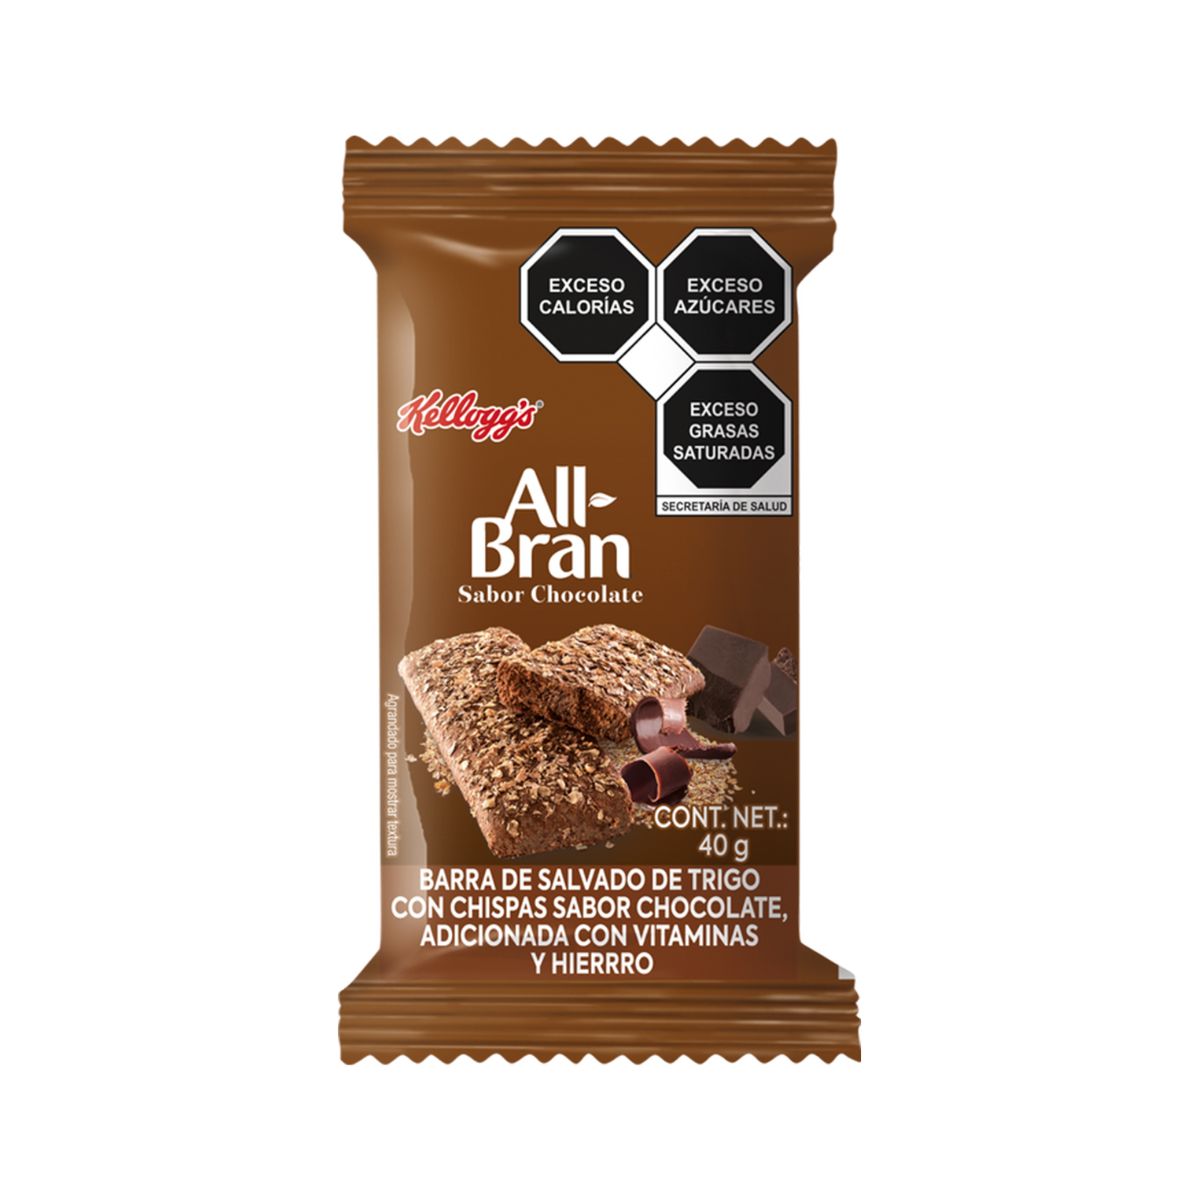 EXCESO
CALORÍAS
EXCESO
AZÚCARES
EXCESO
GRASAS
SATURADAS
SECRETARÍA DE SALUD
Kellogg's®
All-
Bran
Sabor Chocolate
Agrandado para mostrar textura
CONT. NET.:
40 g
BARRA DE SALVADO DE TRIGO
CON CHISPAS SABOR CHOCOLATE,
ADICIONADA CON VITAMINAS
Y HIERRRO